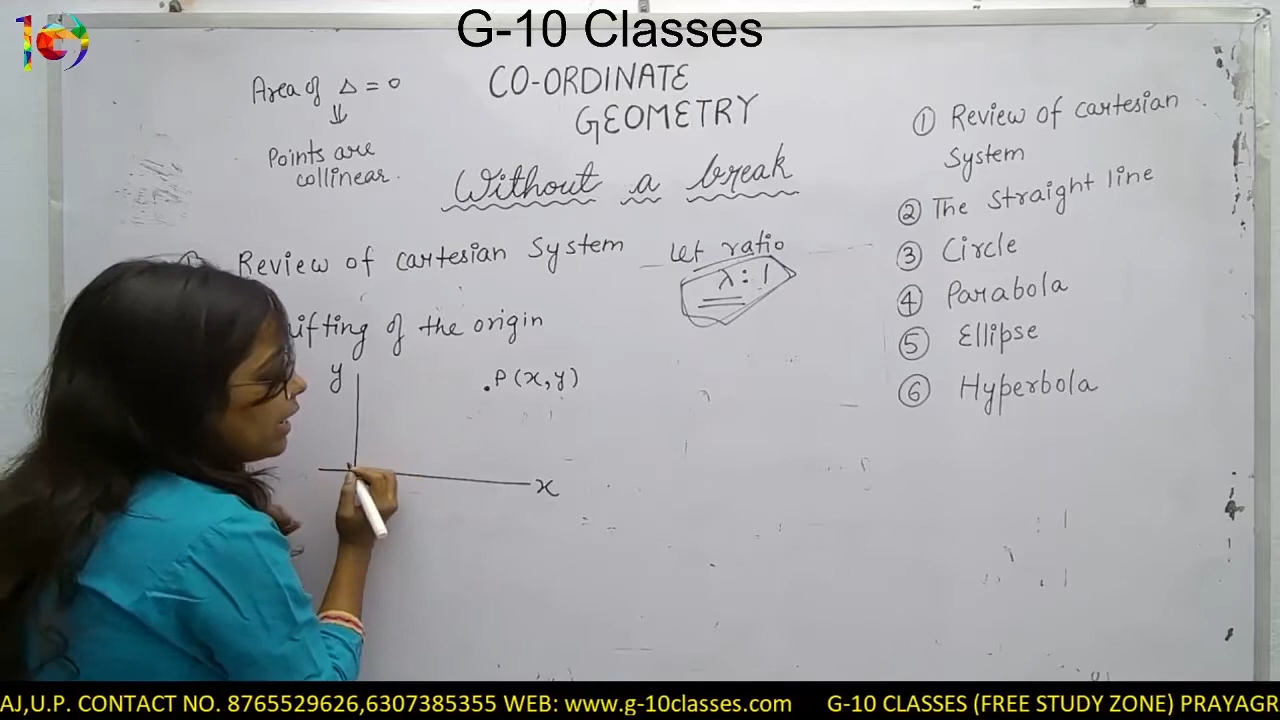 G-10 Classes
CO-ORDINATE
GEOMETRY
Without a break
Area of Δ = 0
⇓
Points are
collinear.
Review of cartesian System
Let ratio
λ : 1
ifting of the origin
y
.P(x,y)
x
① Review of cartesian
System
② The Straight line
③ Circle
④ Parabola
⑤ Ellipse
⑥ Hyperbola
AJ,U.P. CONTACT NO. 8765529626,6307385355 WEB: www.g-10classes.com G-10 CLASSES (FREE STUDY ZONE) PRAYAGR